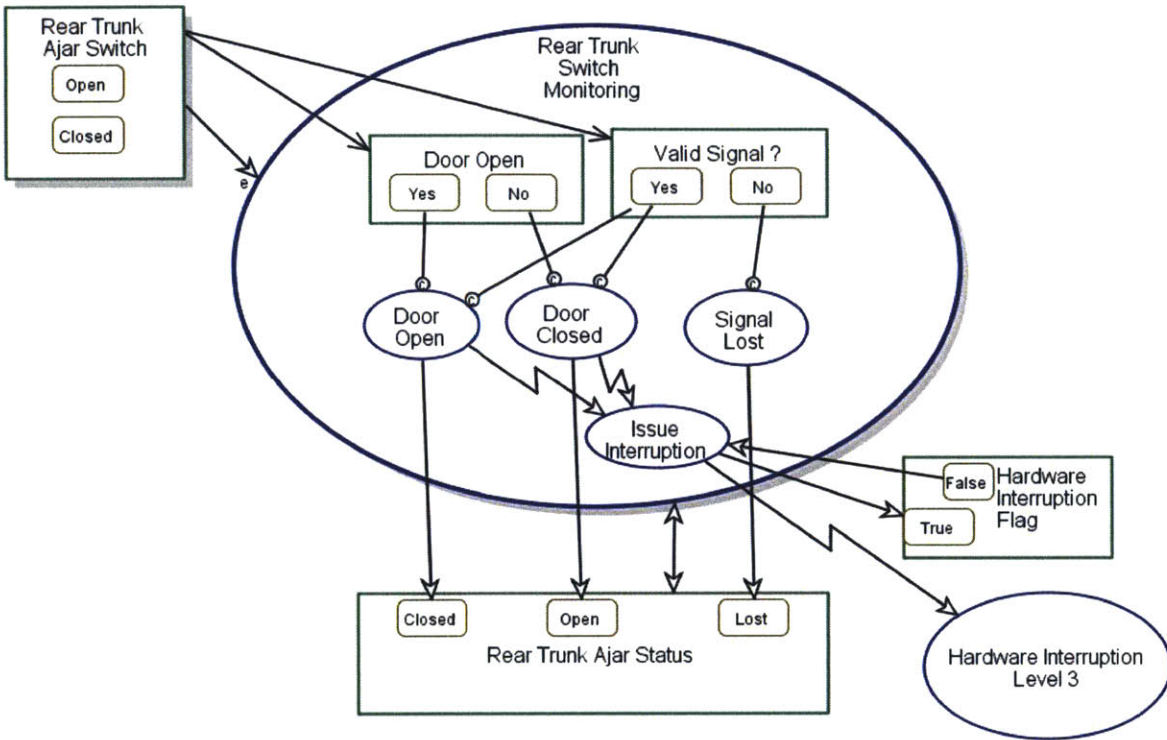 Rear Trunk
Ajar Switch
Open
Closed
Rear Trunk
Switch
Monitoring
e
Door Open
Yes
No
Valid Signal ?
Yes
No
c
c
c
c
c
Door
Open
Door
Closed
Signal
Lost
Issue
Interruption
False
Hardware
Interruption
Flag
True
Closed
Open
Lost
Rear Trunk Ajar Status
Hardware Interruption
Level 3